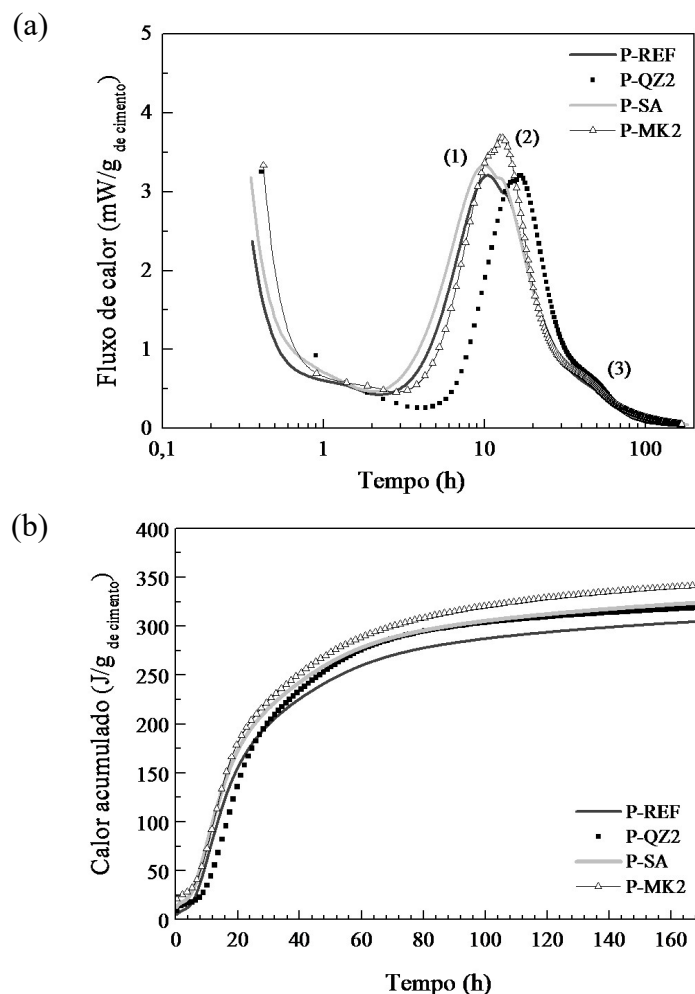 (a)
5
4
3
2
1
0
Fluxo de calor (mW/g de cimento)
P-REF
P-QZ2
P-SA
P-MK2
(1)
(2)
(3)
0,1
1
10
100
Tempo (h)
(b)
400
350
300
250
200
150
100
50
0
Calor acumulado (J/g de cimento)
P-REF
P-QZ2
P-SA
P-MK2
0
20
40
60
80
100
120
140
160
Tempo (h)